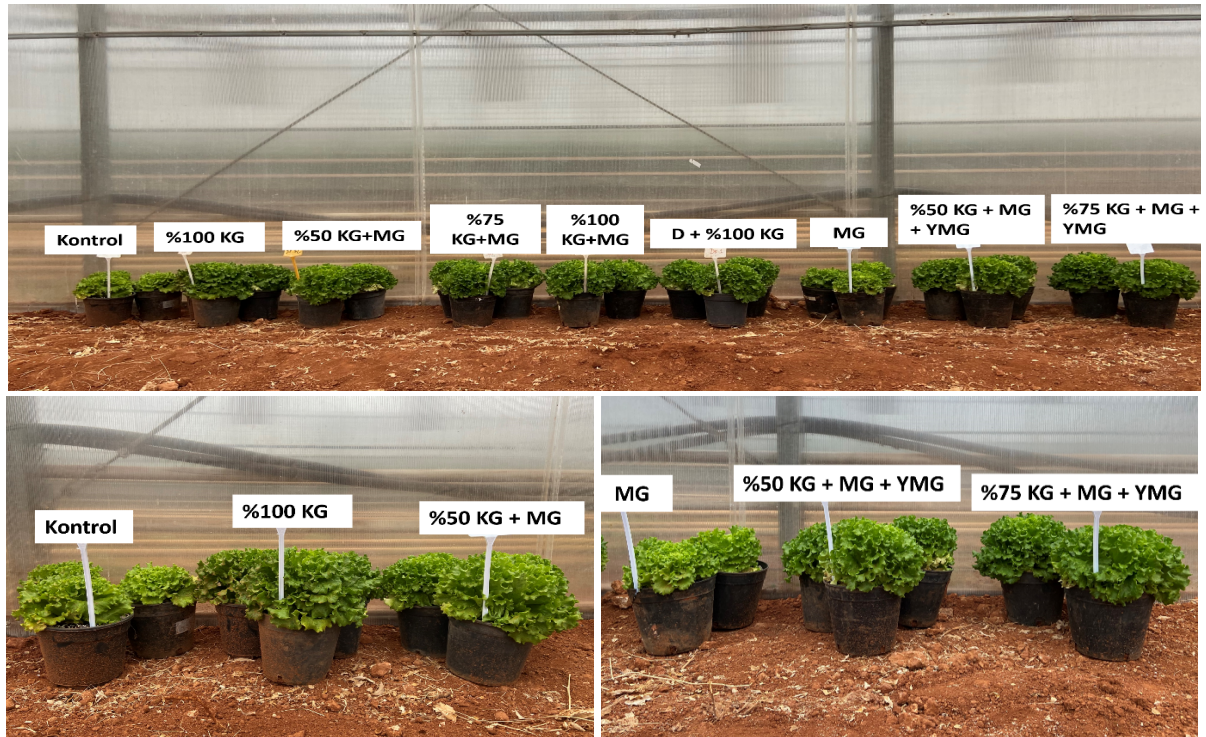 Kontrol
%100 KG
%50 KG+MG
%75
KG+MG
%100
KG+MG
D + %100 KG
MG
%50 KG + MG
+ YMG
%75 KG + MG +
YMG
Kontrol
%100 KG
%50 KG + MG
MG
%50 KG + MG + YMG
%75 KG + MG + YMG